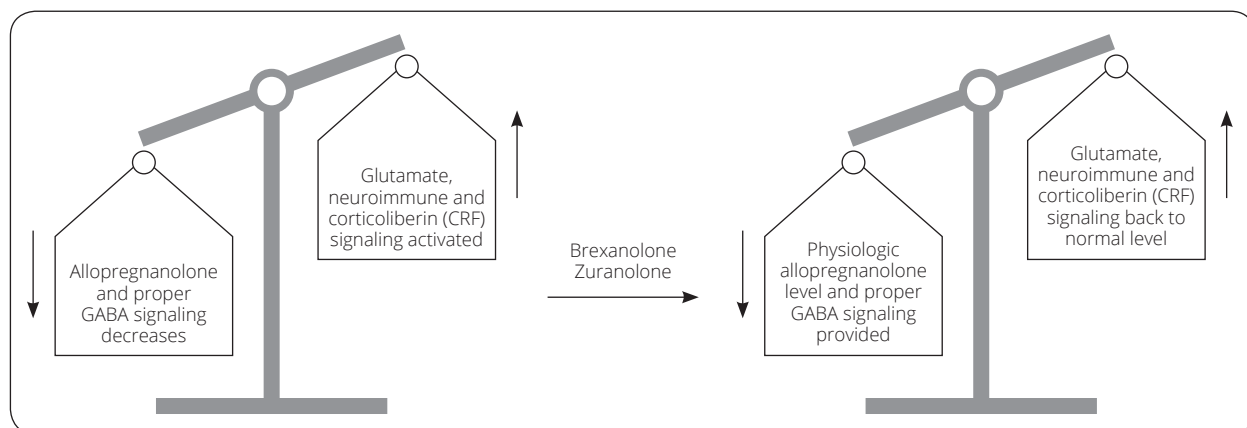 Glutamate,
neuroimmune and
corticoliberin (CRF)
signaling activated
Allopregnanolone
and proper
GABA signaling
decreases
Brexanolone
Zuranolone
Glutamate,
neuroimmune and
corticoliberin (CRF)
signaling back to
normal level
Physiologic
allopregnanolone
level and proper
GABA signaling
provided